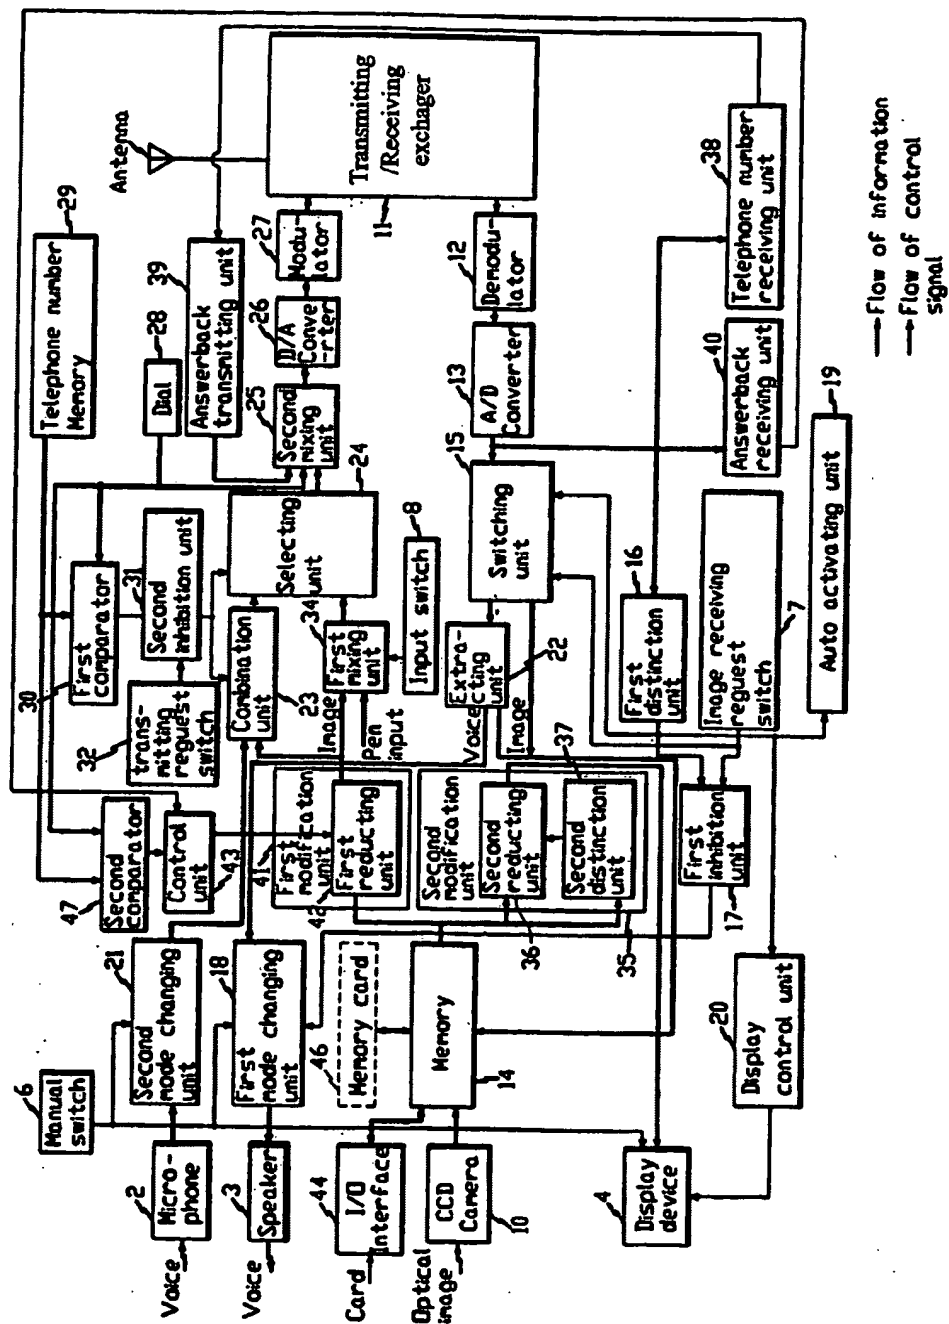 6
Manual
switch
2
Micro-
phone
Voice
21
Second
mode changing
unit
47
Second
comparator
Control
unit
43
32
trans-
mitting
reguest
switch
30
First
comparator
31
Second
inhibition unit
29
Telephone number
Memory
28
Dial
39
Answerback
transmitting unit
Antenna
3
Speaker
Voice
18
First
mode changing
unit
41
First
modification
unit
42
First
reducting
unit
Combination
unit
23
Image
Pen
input
34
First
mixing
unit
Selecting
unit
24
25
Second
mixing
unit
26
D/A
Conve
-rter
27
Modu-
lator
Transmitting
/Receiving
exchager
11
44
I/O
interface
Card
46
Memory card
Memory
14
CCD
Camera
10
Optical
image
Input switch
8
Second
modification
unit
Second
reducting
unit
36
Second
distinction
unit
37
35
Voice
Extra-
cting
unit
22
Image
15
Switching
unit
13
A/D
Converter
12
Demodu-
lator
4
Display
device
20
Display
control unit
17
First
inhibition
unit
16
First
distinction
unit
Image receiving
reguest
switch
7
40
Answerback
receiving unit
38
Telephone number
receiving unit
Auto activating unit
19
Flow of information
Flow of control
signal